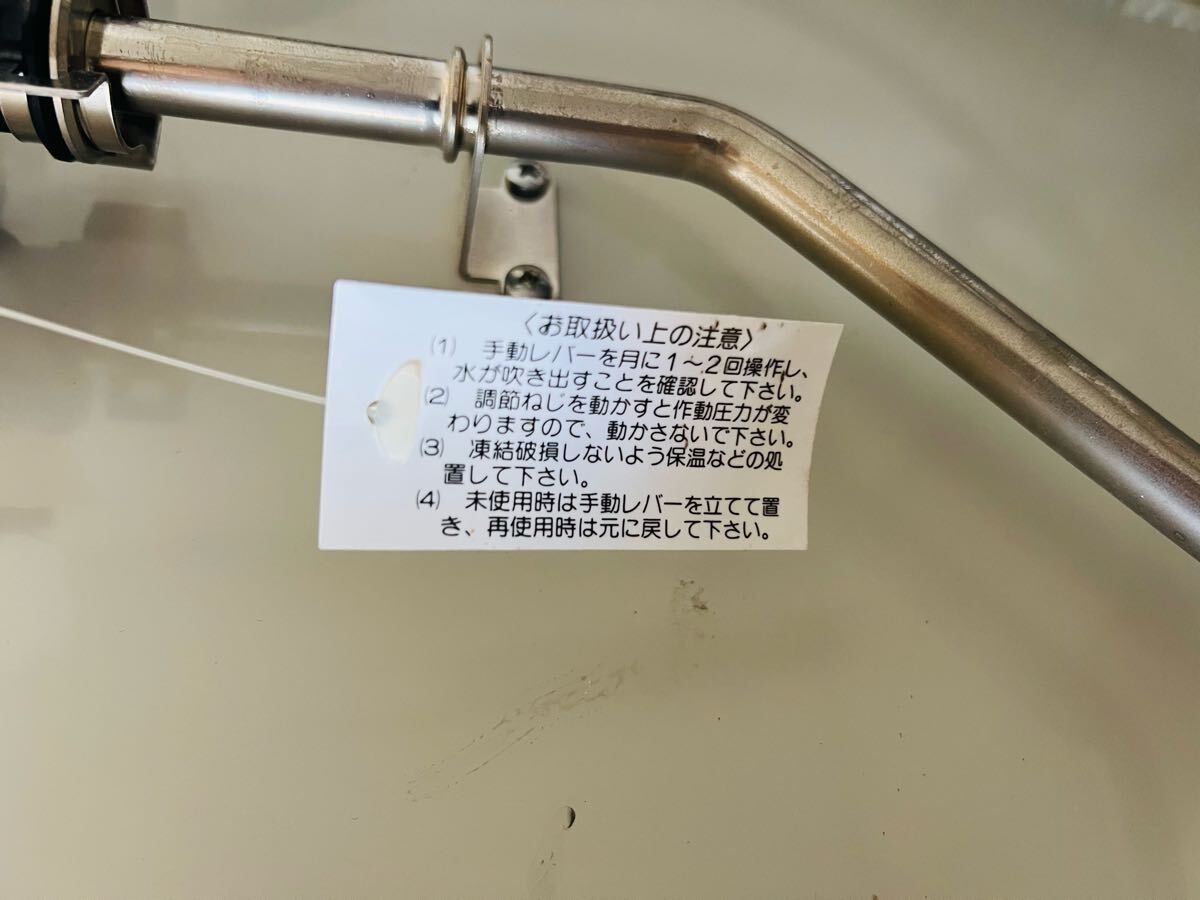 〈お取扱い上の注意〉
(1) 手動レバーを月に1〜2回操作し、
水が吹き出すことを確認して下さい。
(2) 調節ねじを動かすと作動圧力が変
わりますので、動かさないで下さい。
(3) 凍結破損しないよう保温などの処
置して下さい。
(4) 未使用時は手動レバーを立てて置
き、再使用時は元に戻して下さい。